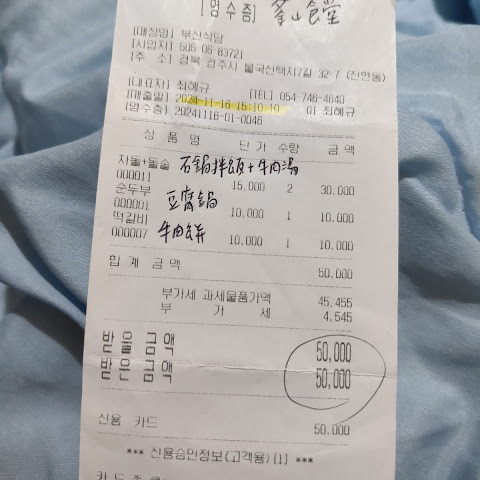 [영수증] 釜山食堂
[매장명] 부산식당
[사업자] 505-06-83721
[주 소] 경북 경주시 불국신택지7길 32-7 (진현동)
[대표자] 최혜규 [TEL] 054-746-4640
[매출일] 2024-11-16 15:10:10 01 최혜규
[영수증] 20241116-01-0046
상 품 명 단 가 수량 금 액
차돌+돌솥 石鍋拌飯+牛肉湯
000011 15,000 2 30,000
순두부 豆腐鍋
000001 10,000 1 10,000
떡갈비 牛肉餅
000007 10,000 1 10,000
합 계 금 액 50,000
부가세 과세물품가액 45,455
부 가 세 4,545
받을금액 50,000
받은금액 50,000
신용 카드 50,000
*** 신용승인정보(고객용) [1] ***